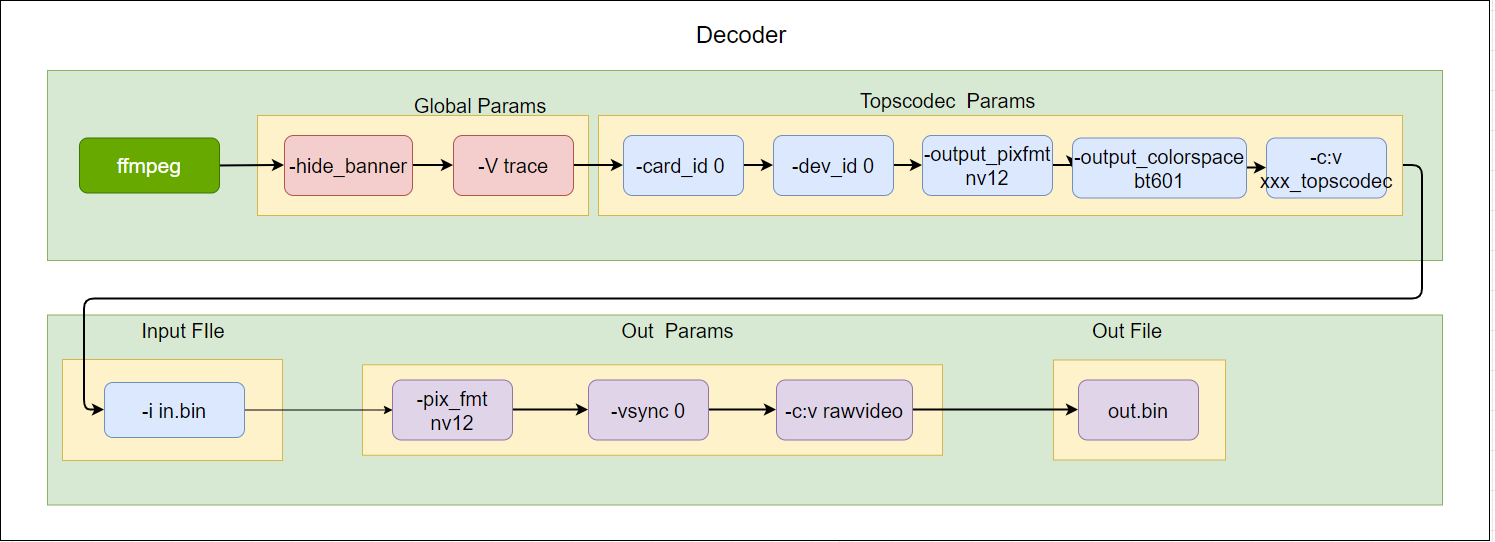 Decoder
Global Params
Topscodec  Params
ffmpeg
-hide_banner
-V trace
-card_id 0
-dev_id 0
-output_pixfmt
nv12
-output_colorspace
bt601
-c:v
xxx_topscodec
Input FIle
Out  Params
Out File
-i in.bin
-pix_fmt
nv12
-vsync 0
-c:v rawvideo
out.bin